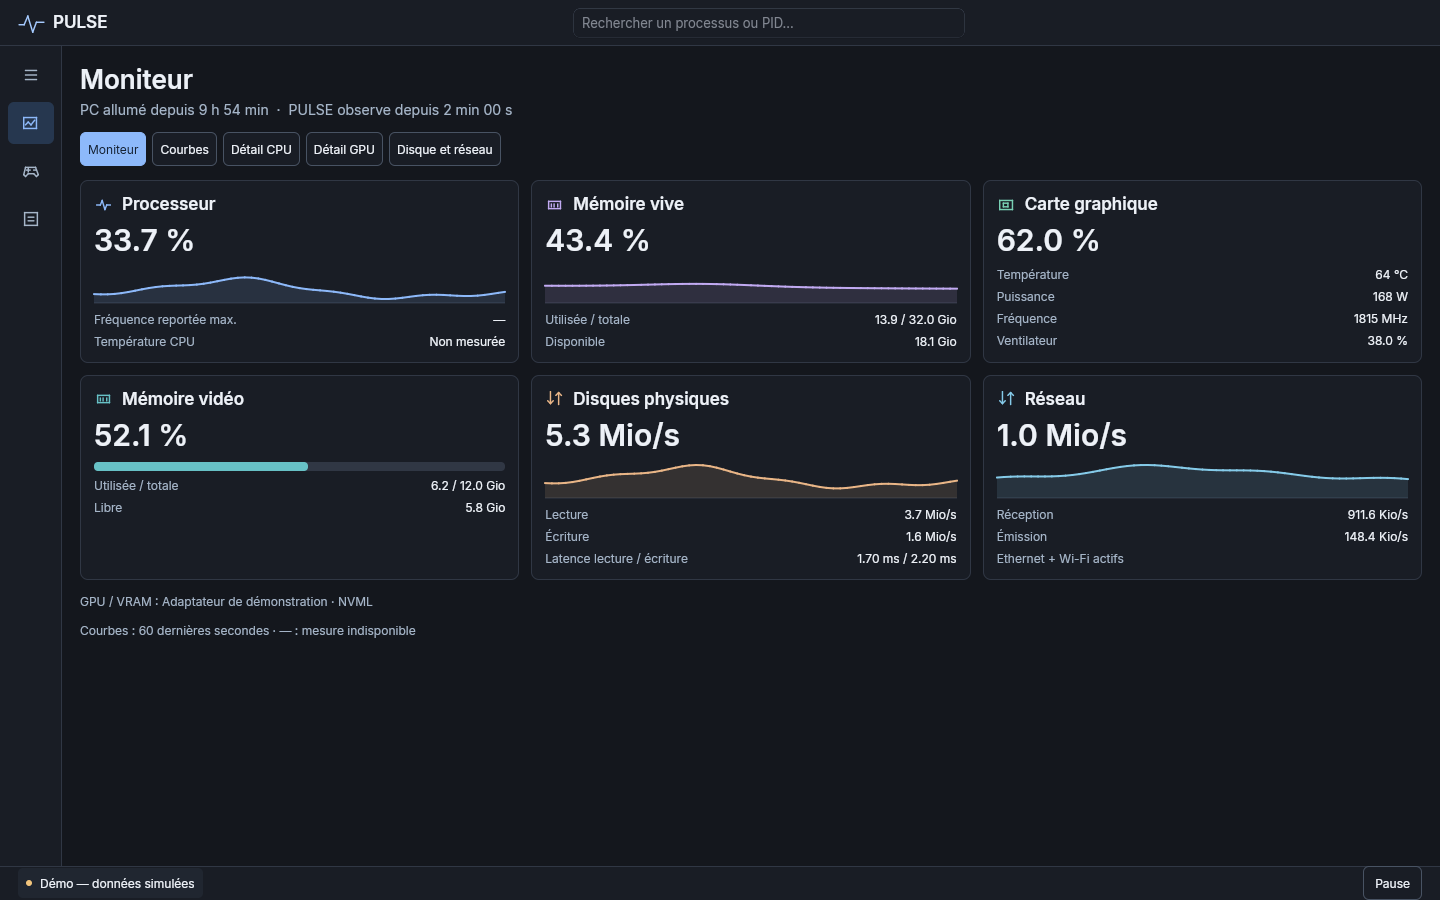 PULSE
Rechercher un processus ou PID...
Moniteur
PC allumé depuis 9 h 54 min · PULSE observe depuis 2 min 00 s
Moniteur Courbes Détail CPU Détail GPU Disque et réseau
Processeur
33.7 %
Fréquence reportée max. —
Température CPU Non mesurée
Mémoire vive
43.4 %
Utilisée / totale 13.9 / 32.0 Gio
Disponible 18.1 Gio
Carte graphique
62.0 %
Température 64 °C
Puissance 168 W
Fréquence 1815 MHz
Ventilateur 38.0 %
Mémoire vidéo
52.1 %
Utilisée / totale 6.2 / 12.0 Gio
Libre 5.8 Gio
Disques physiques
5.3 Mio/s
Lecture 3.7 Mio/s
Écriture 1.6 Mio/s
Latence lecture / écriture 1.70 ms / 2.20 ms
Réseau
1.0 Mio/s
Réception 911.6 Kio/s
Émission 148.4 Kio/s
Ethernet + Wi-Fi actifs
GPU / VRAM : Adaptateur de démonstration · NVML
Courbes : 60 dernières secondes · — : mesure indisponible
Démo — données simulées
Pause